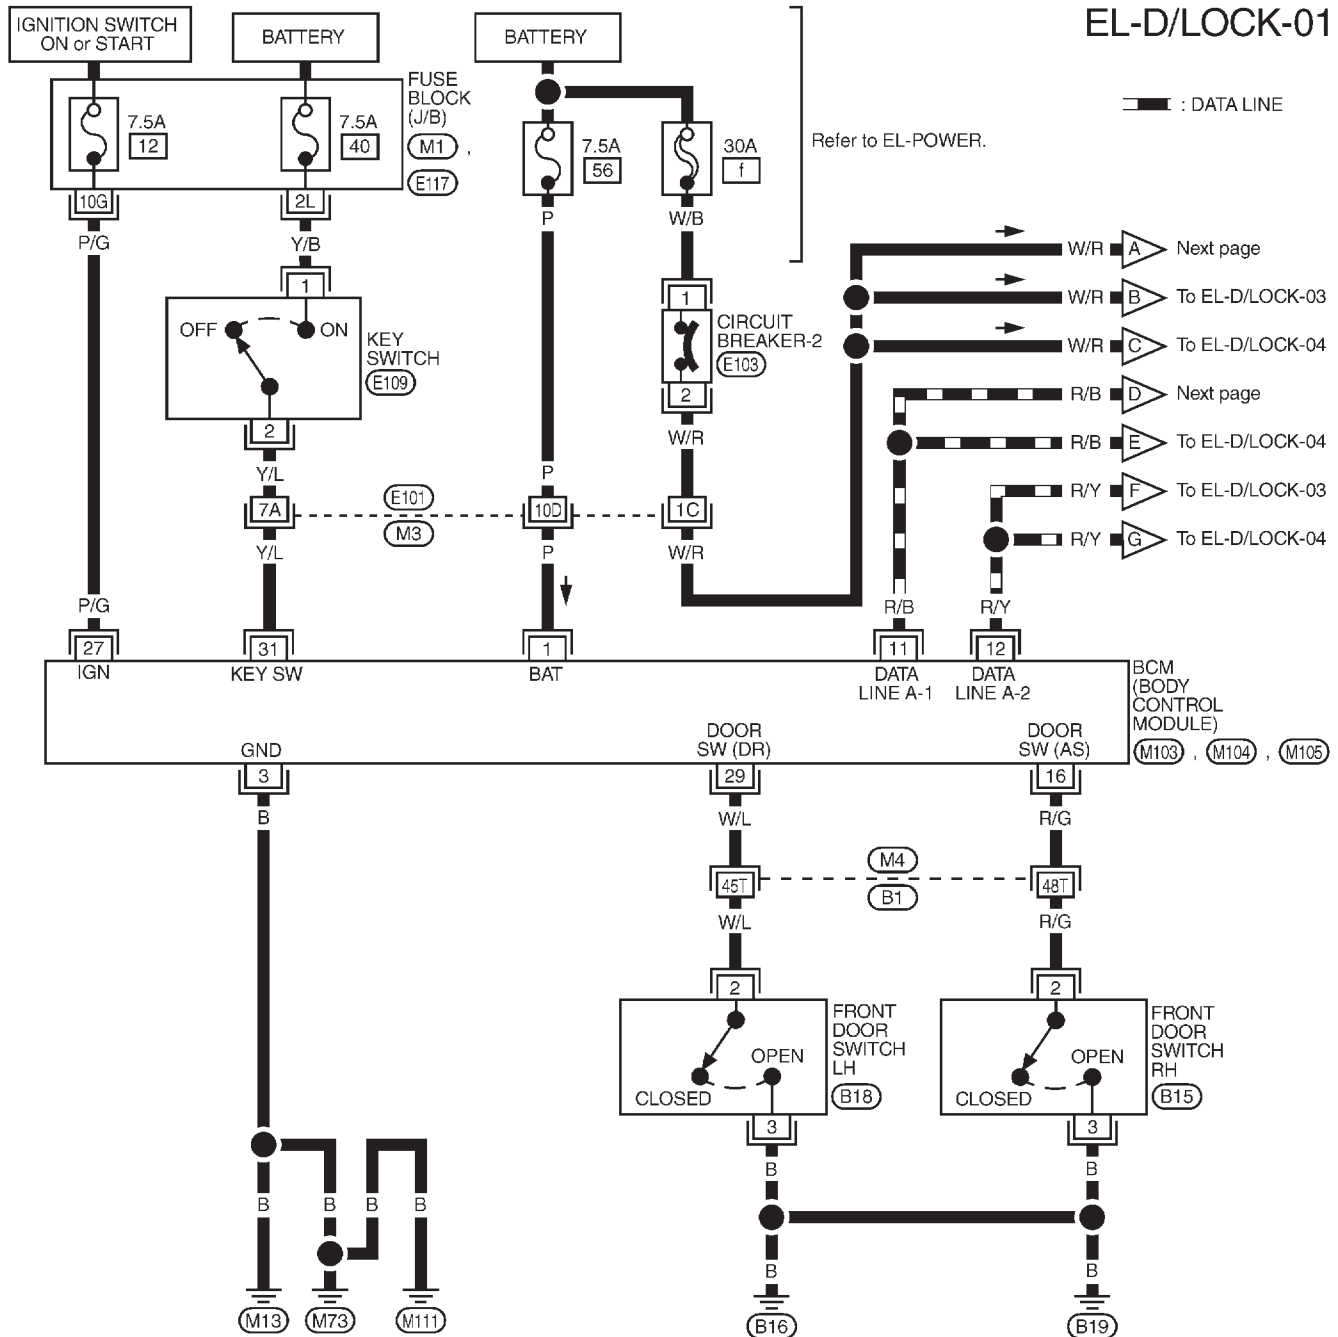 EL-D/LOCK-01
IGNITION SWITCH
ON or START
BATTERY
BATTERY
: DATA LINE
FUSE
BLOCK
(J/B)
M1 ,
E117
7.5A
12
7.5A
40
7.5A
56
30A
f
Refer to EL-POWER.
10G
2L
P
W/B
P/G
Y/B
1
OFF
ON
KEY
SWITCH
E109
2
1
CIRCUIT
BREAKER-2
E103
2
W/R
A
Next page
W/R
B
To EL-D/LOCK-03
W/R
C
To EL-D/LOCK-04
R/B
D
Next page
R/B
E
To EL-D/LOCK-04
R/Y
F
To EL-D/LOCK-03
R/Y
G
To EL-D/LOCK-04
W/R
Y/L
P
7A
E101
M3
10D
1C
Y/L
P
W/R
P/G
R/B
R/Y
27
31
1
11
12
IGN
KEY SW
BAT
DATA
LINE A-1
DATA
LINE A-2
BCM
(BODY
CONTROL
MODULE)
M103 , M104 , M105
GND
DOOR
SW (DR)
DOOR
SW (AS)
3
29
16
B
W/L
R/G
45T
M4
B1
48T
W/L
R/G
2
2
FRONT
DOOR
SWITCH
LH
B18
OPEN
CLOSED
FRONT
DOOR
SWITCH
RH
B15
OPEN
CLOSED
3
3
B
B
B
B
B
B
B
B
M13
M73
M111
B16
B19